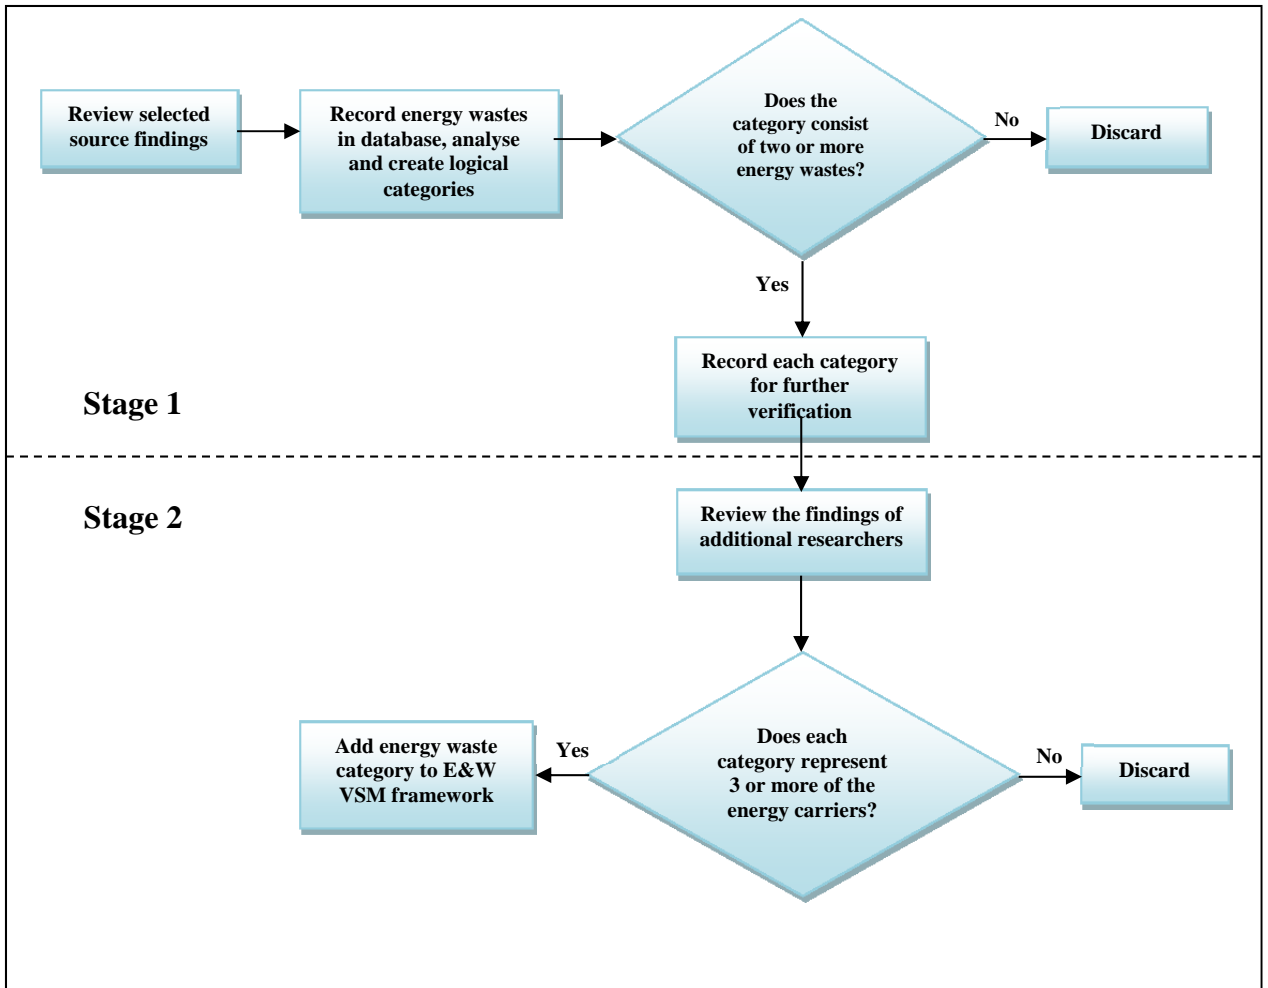 Review selected
source findings
Record energy wastes
in database, analyse
and create logical
categories
Does the
category consist
of two or more
energy wastes?
No
Discard
Yes
Record each category
for further
verification
Stage 1
Stage 2
Review the findings of
additional researchers
Does each
category represent
3 or more of the
energy carriers?
Yes
Add energy waste
category to E&W
VSM framework
No
Discard